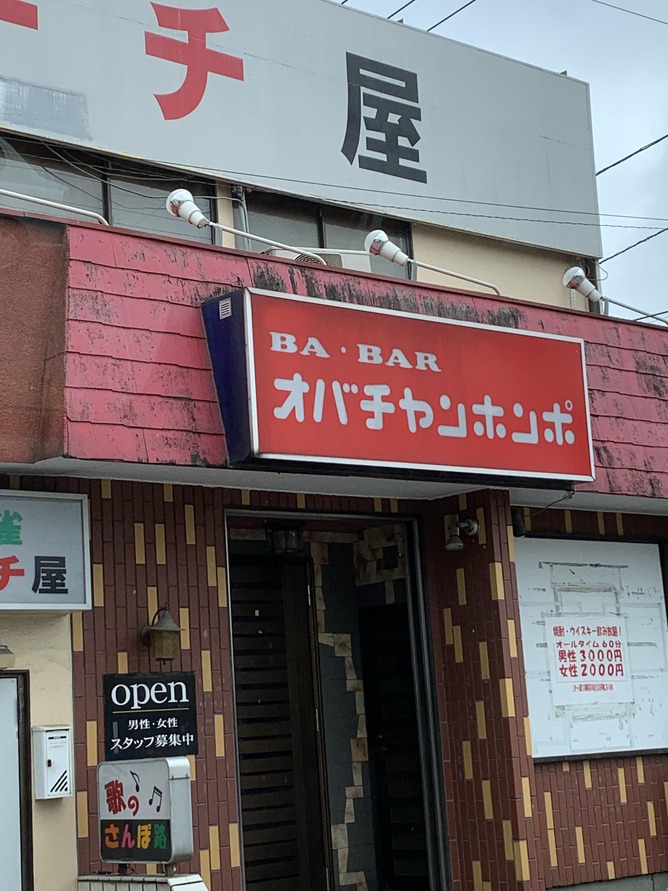 ーチ屋
BA・BAR
オバチャンホンポ
雀
チ屋
open
男性・女性
スタッフ募集中
歌の
さんぽ路
焼酎・ウイスキー飲み放題!
オールタイム60分
男性3000円
女性2000円